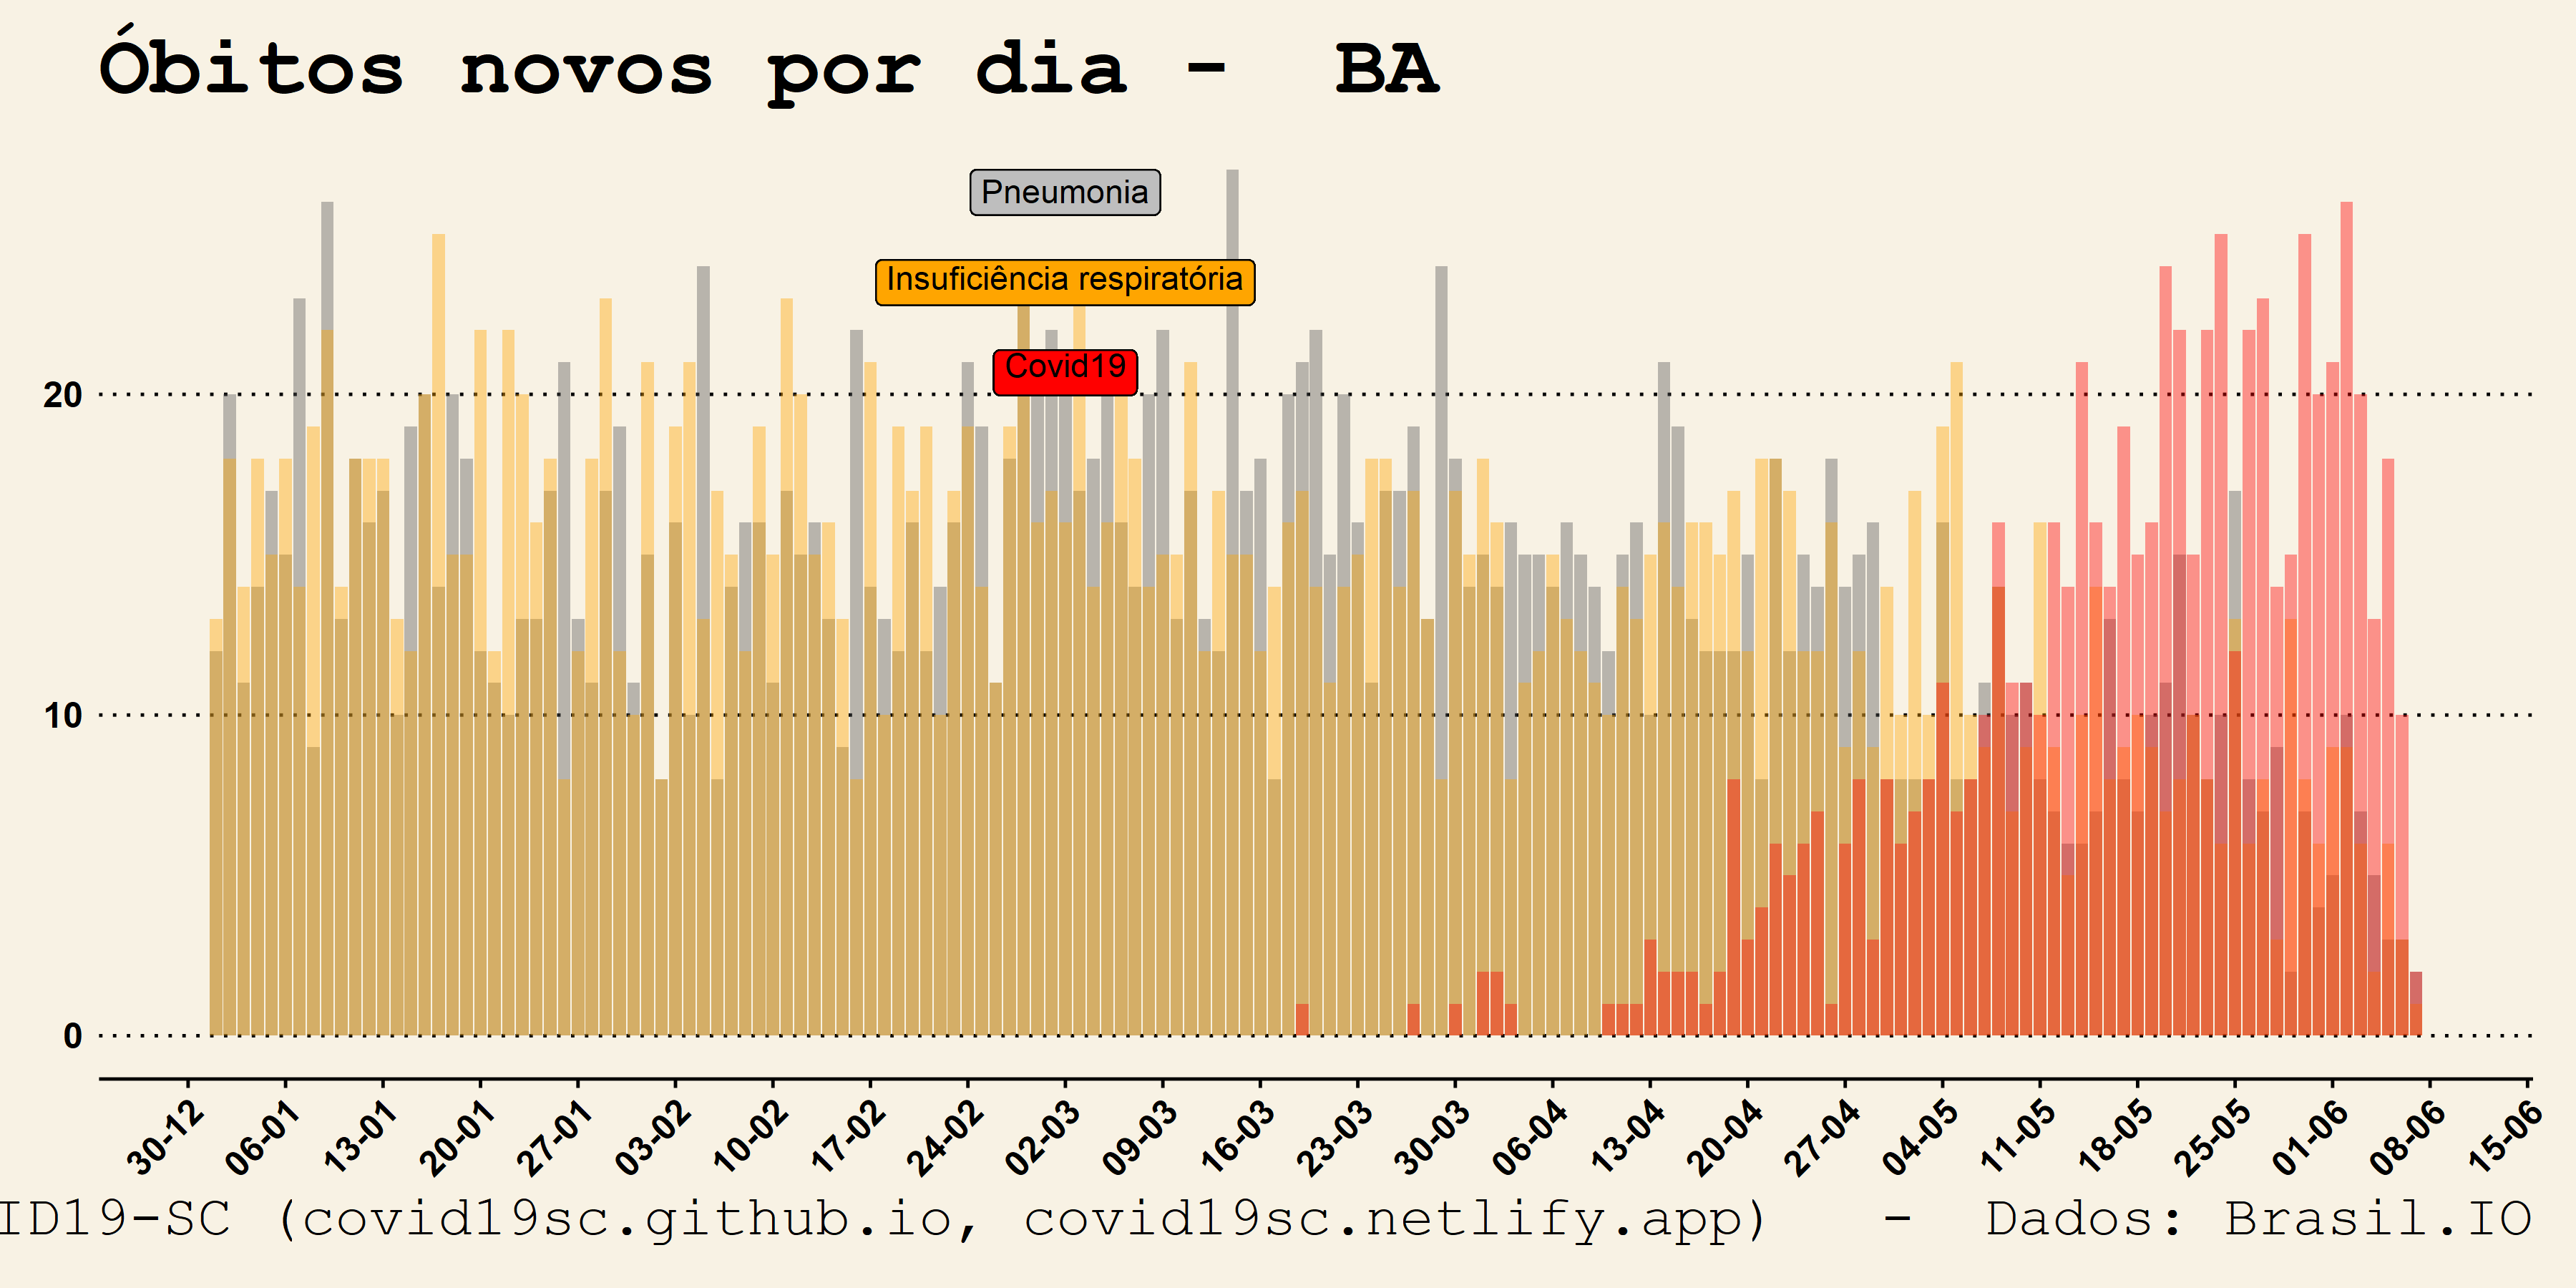 Óbitos novos por dia - BA
Pneumonia
Insuficiência respiratória
Covid19
20
10
0
30-12 06-01 13-01 20-01 27-01 03-02 10-02 17-02 24-02 02-03 09-03 16-03 23-03 30-03 06-04 13-04 20-04 27-04 04-05 11-05 18-05 25-05 01-06 08-06 15-06
ID19-SC (covid19sc.github.io, covid19sc.netlify.app) - Dados: Brasil.IO